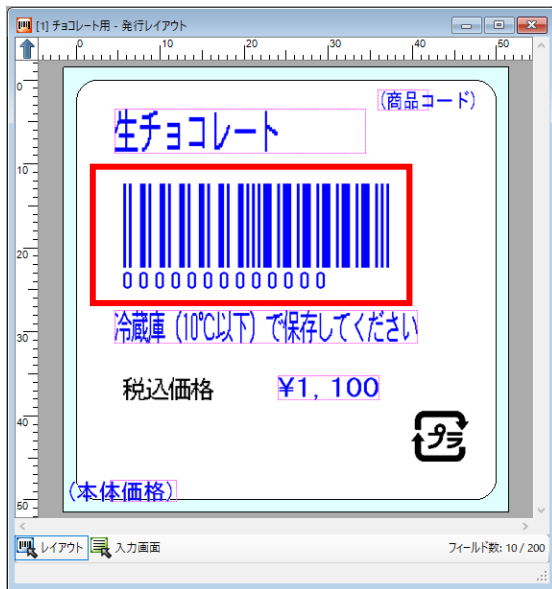 [1] チョコレート用 - 発行レイアウト
0 10 20 30 40 50
0
10
20
30
40
50
(商品コード)
生チョコレート
0000000000000
冷蔵庫 (10℃以下) で保存してください
税込価格 ¥1, 100
プラ
(本体価格)
レイアウト 入力画面 フィールド数: 10 / 200